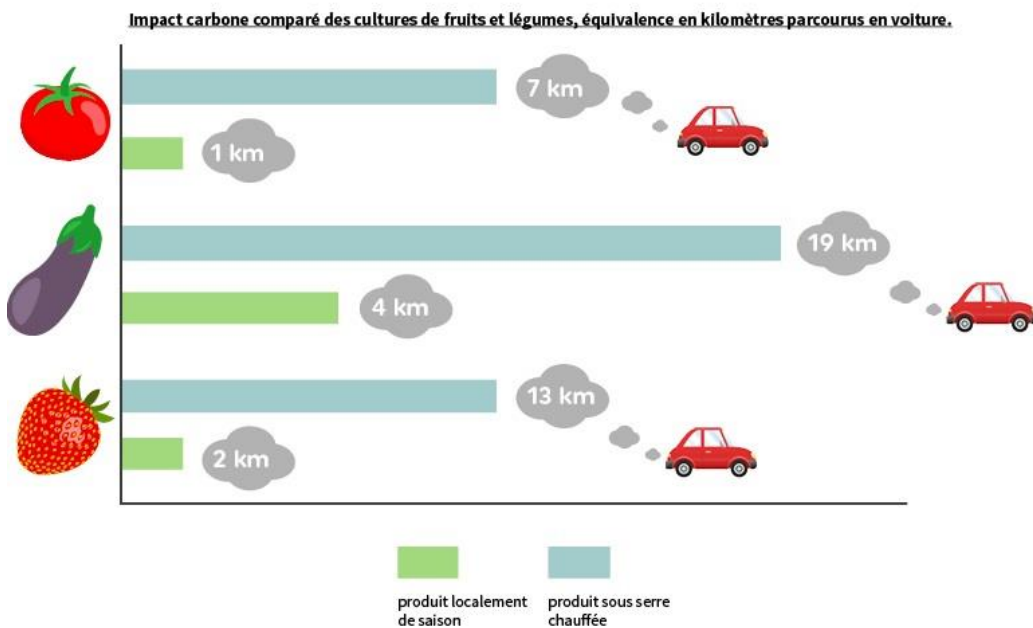 Impact carbone comparé des cultures de fruits et légumes, équivalence en kilomètres parcourus en voiture.
7 km
1 km
19 km
4 km
13 km
2 km
produit localement
de saison
produit sous serre
chauffée